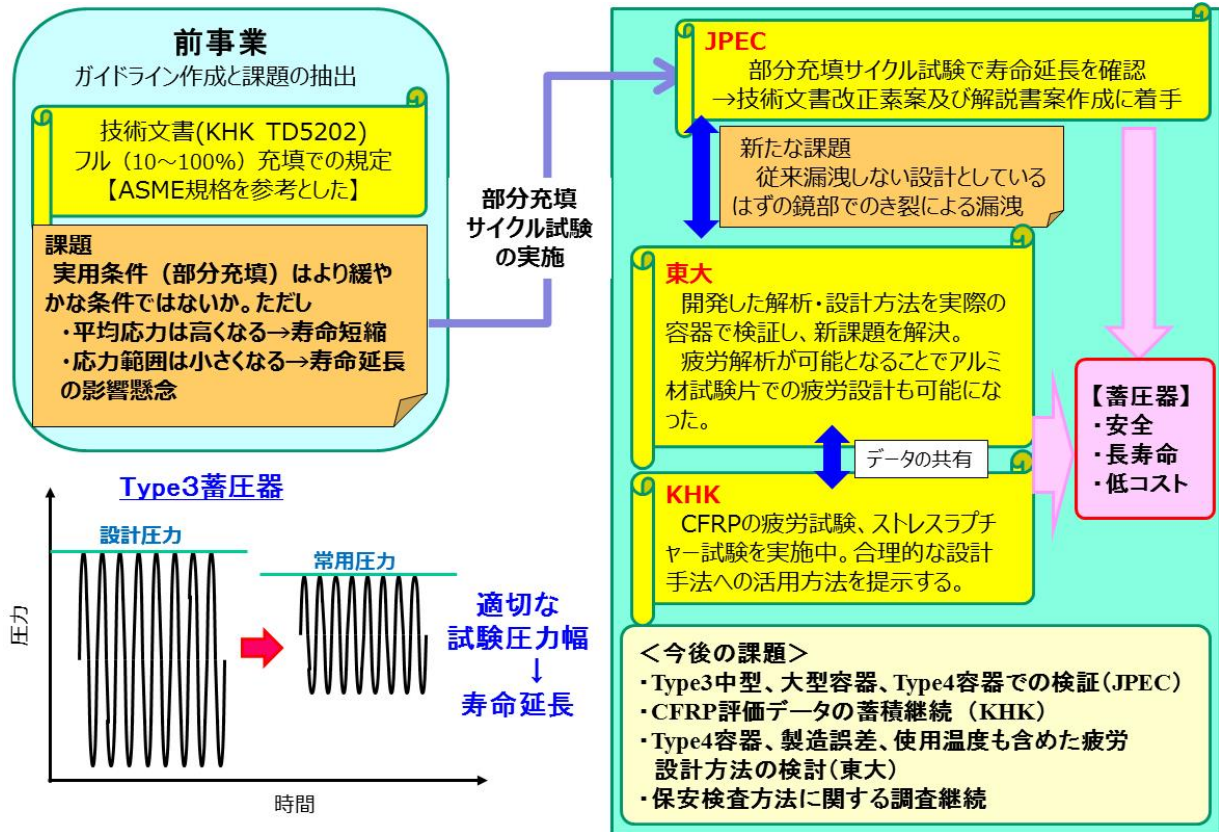 前事業
ガイドライン作成と課題の抽出
技術文書(KHK TD5202)
フル（10～100%）充填での規定
【ASME規格を参考とした】
課題
実用条件（部分充填）はより緩や
かな条件ではないか。ただし
・平均応力は高くなる→寿命短縮
・応力範囲は小さくなる→寿命延長
の影響懸念
部分充填
サイクル試験
の実施
JPEC
部分充填サイクル試験で寿命延長を確認
→技術文書改正素案及び解説書案作成に着手
新たな課題
従来漏洩しない設計としている
はずの鏡部でのき裂による漏洩
東大
開発した解析・設計方法を実際の
容器で検証し、新課題を解決。
疲労解析が可能となることでアルミ
材試験片での疲労設計も可能にな
った。
データの共有
KHK
CFRPの疲労試験、ストレスラプチ
ャー試験を実施中。合理的な設計
手法への活用方法を提示する。
【蓄圧器】
・安全
・長寿命
・低コスト
Type3蓄圧器
設計圧力
常用圧力
圧力
時間
適切な
試験圧力幅
↓
寿命延長
＜今後の課題＞
・Type3中型、大型容器、Type4容器での検証（JPEC）
・CFRP評価データの蓄積継続（KHK）
・Type4容器、製造誤差、使用温度も含めた疲労
設計方法の検討（東大）
・保安検査方法に関する調査継続